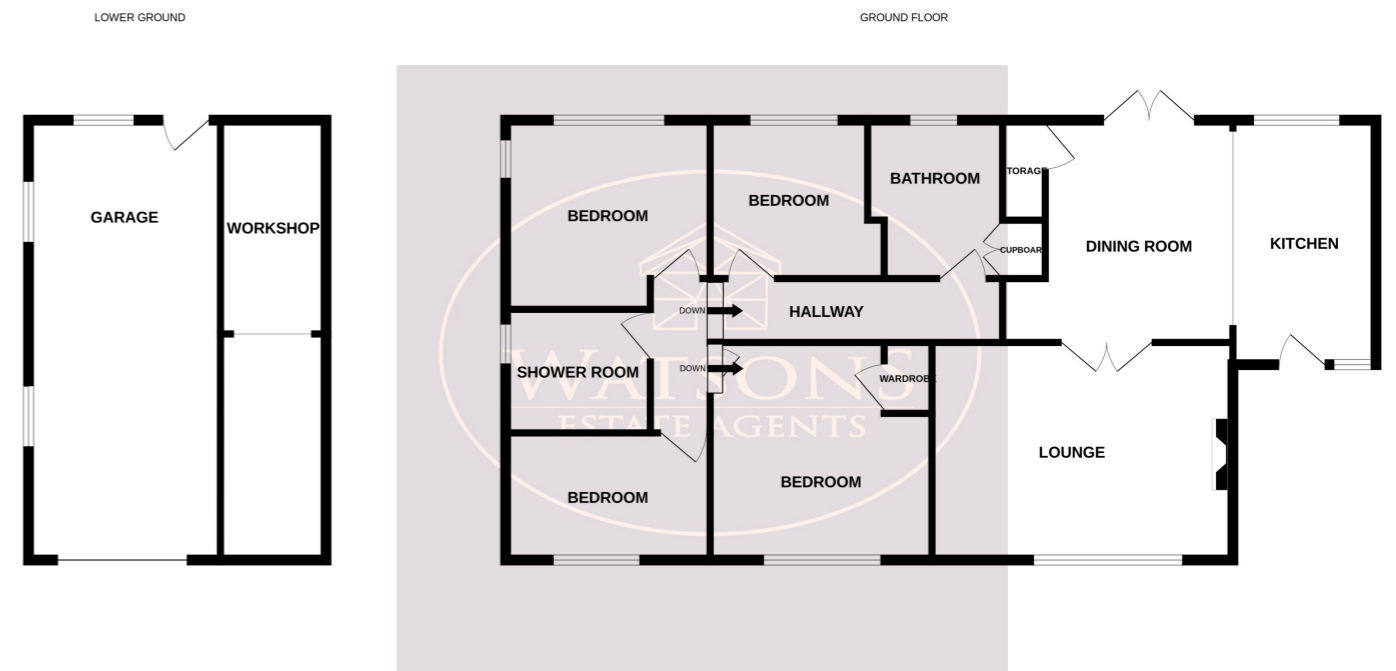 LOWER GROUND
GROUND FLOOR
GARAGE
WORKSHOP
BEDROOM
BEDROOM
BATHROOM
TORAGE
CUPBOAR
DINING ROOM
KITCHEN
DOWN
HALLWAY
DOWN
SHOWER ROOM
WARDROBE
WATSONS
ESTATE AGENTS
LOUNGE
BEDROOM
BEDROOM